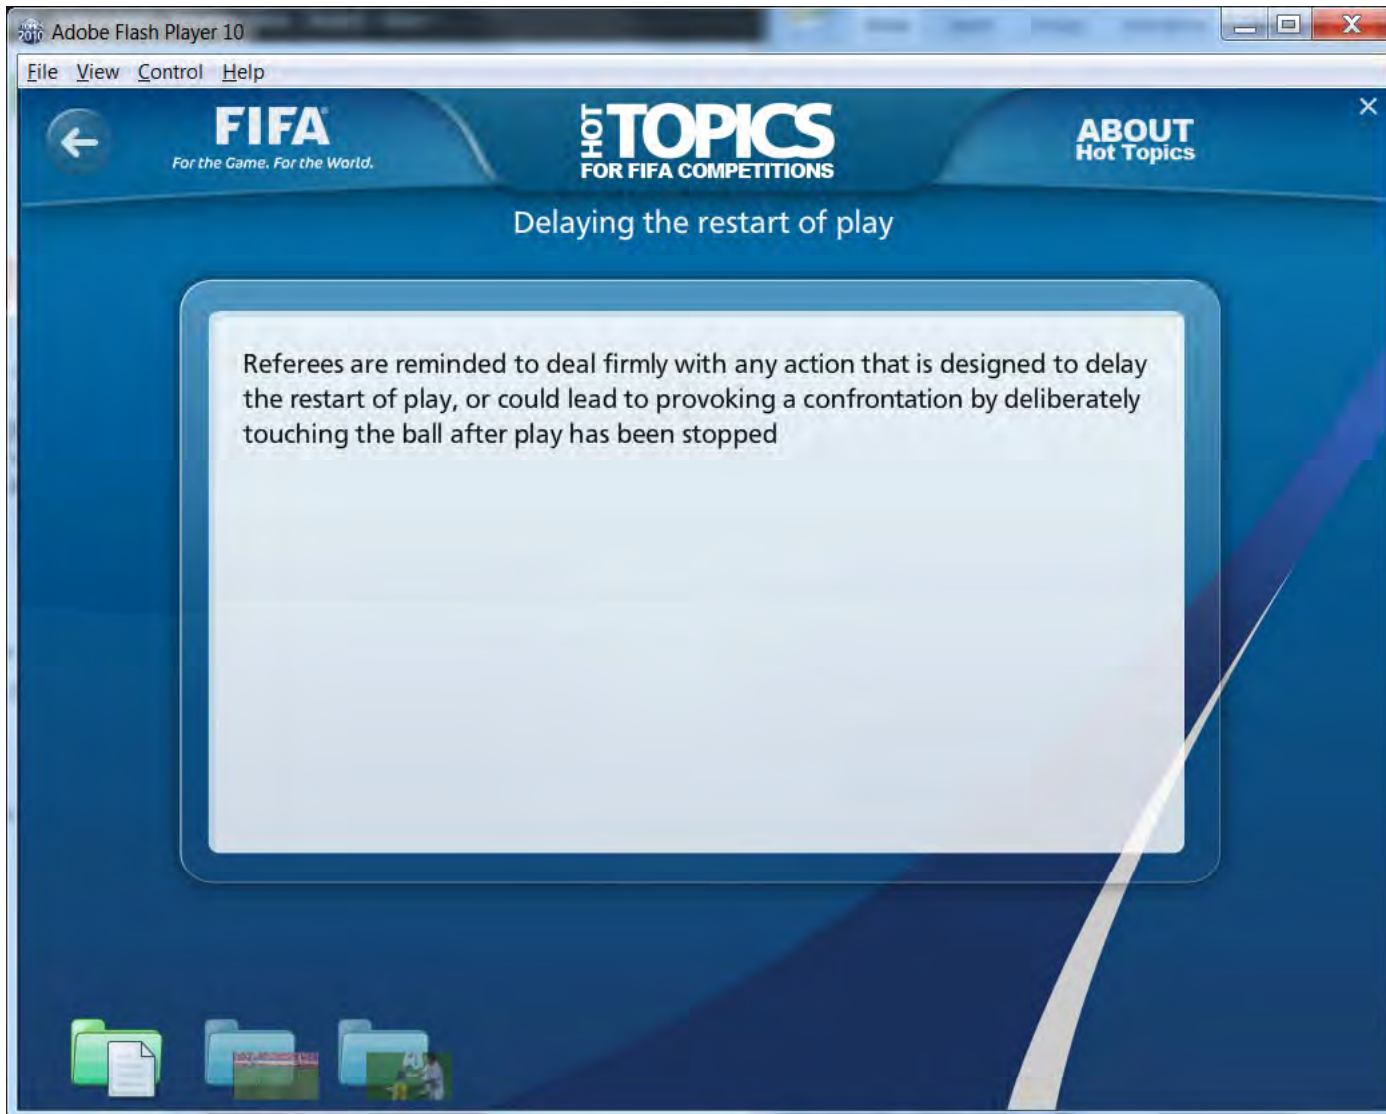 Adobe Flash Player 10
File View Control Help
FIFA
For the Game. For the World.
HOT TOPICS
FOR FIFA COMPETITIONS
ABOUT
Hot Topics
Delaying the restart of play
Referees are reminded to deal firmly with any action that is designed to delay
the restart of play, or could lead to provoking a confrontation by deliberately
touching the ball after play has been stopped